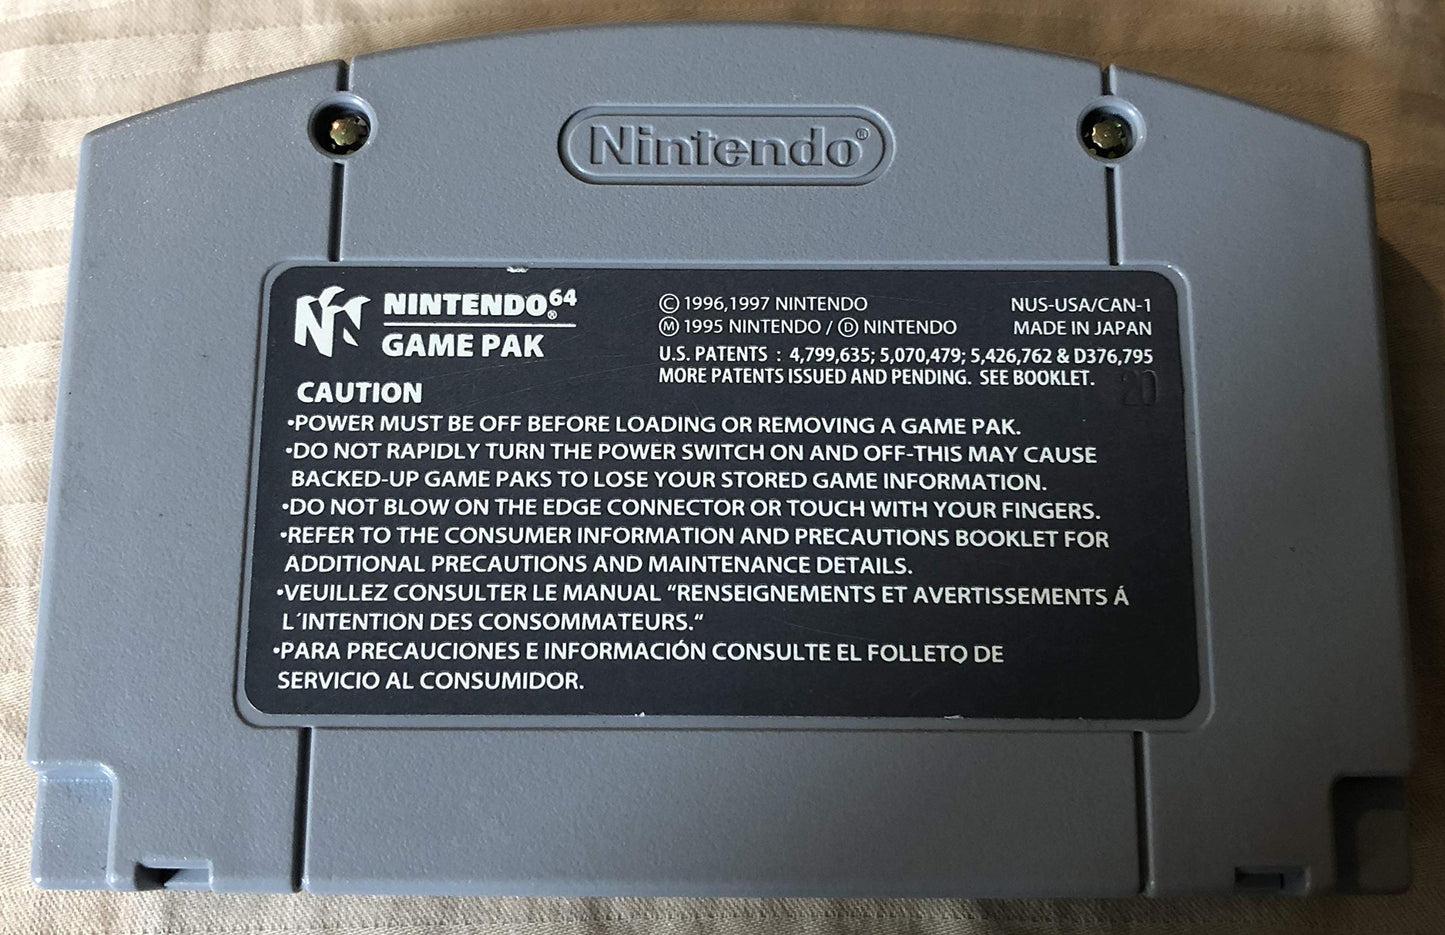 Nintendo®
NINTENDO⁶⁴®
GAME PAK
© 1996,1997 NINTENDO
Ⓜ 1995 NINTENDO / Ⓓ NINTENDO
NUS-USA/CAN-1
MADE IN JAPAN
U.S. PATENTS : 4,799,635; 5,070,479; 5,426,762 & D376,795
MORE PATENTS ISSUED AND PENDING. SEE BOOKLET.
20
CAUTION
•POWER MUST BE OFF BEFORE LOADING OR REMOVING A GAME PAK.
•DO NOT RAPIDLY TURN THE POWER SWITCH ON AND OFF-THIS MAY CAUSE
BACKED-UP GAME PAKS TO LOSE YOUR STORED GAME INFORMATION.
•DO NOT BLOW ON THE EDGE CONNECTOR OR TOUCH WITH YOUR FINGERS.
•REFER TO THE CONSUMER INFORMATION AND PRECAUTIONS BOOKLET FOR
ADDITIONAL PRECAUTIONS AND MAINTENANCE DETAILS.
•VEUILLEZ CONSULTER LE MANUAL “RENSEIGNEMENTS ET AVERTISSEMENTS Á
L´INTENTION DES CONSOMMATEURS.“
•PARA PRECAUCIONES E INFORMACIÓN CONSULTE EL FOLLETO DE
SERVICIO AL CONSUMIDOR.